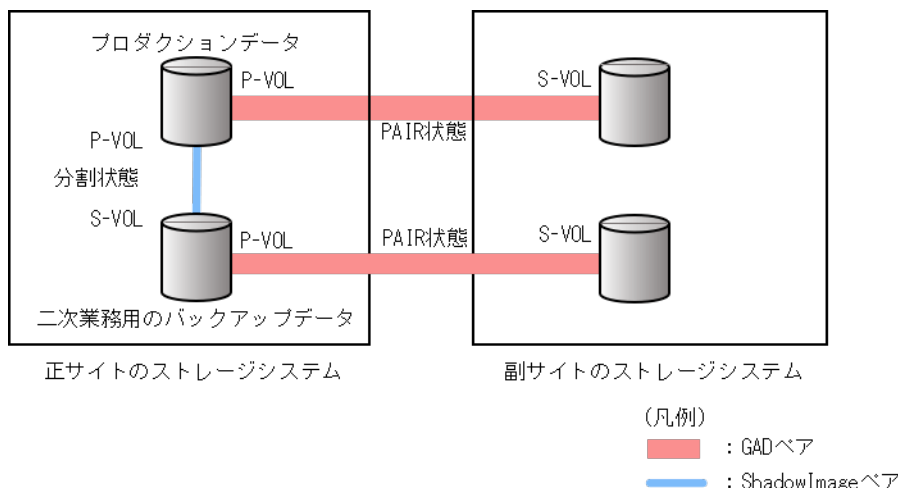 プロダクションデータ
P-VOL
S-VOL
PAIR状態
P-VOL
分割状態
S-VOL
P-VOL
PAIR状態
S-VOL
二次業務用のバックアップデータ
正サイトのストレージシステム
副サイトのストレージシステム
(凡例)
：GADペア
：ShadowImageペア